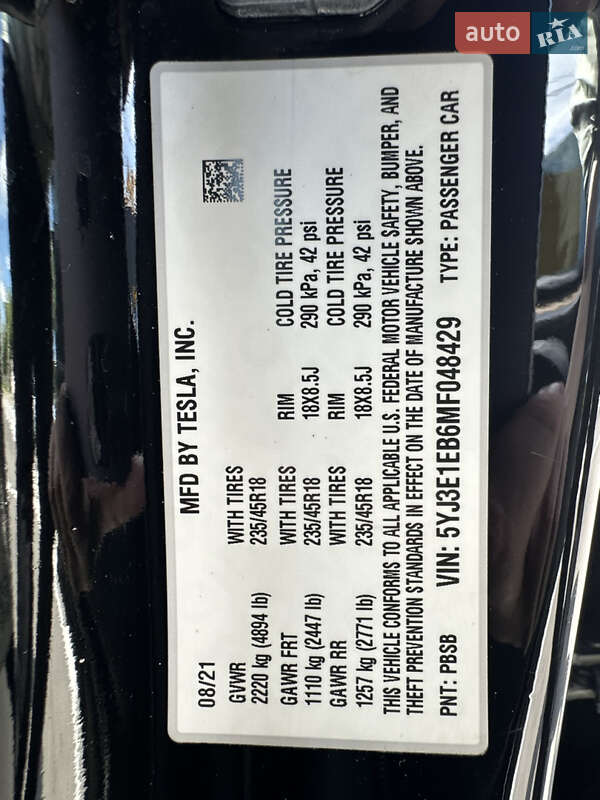 auto
RIA
.com
MFD BY TESLA, INC.
08/21
GVWR WITH TIRES
2220 kg (4894 lb) 235/45R18
GAWR FRT WITH TIRES RIM COLD TIRE PRESSURE
1110 kg (2447 lb) 235/45R18 18X8.5J 290 kPa, 42 psi
GAWR RR WITH TIRES RIM COLD TIRE PRESSURE
1257 kg (2771 lb) 235/45R18 18X8.5J 290 kPa, 42 psi
THIS VEHICLE CONFORMS TO ALL APPLICABLE U.S. FEDERAL MOTOR VEHICLE SAFETY, BUMPER, AND
THEFT PREVENTION STANDARDS IN EFFECT ON THE DATE OF MANUFACTURE SHOWN ABOVE.
PNT: PBSB VIN: 5YJ3E1EB6MF048429 TYPE: PASSENGER CAR